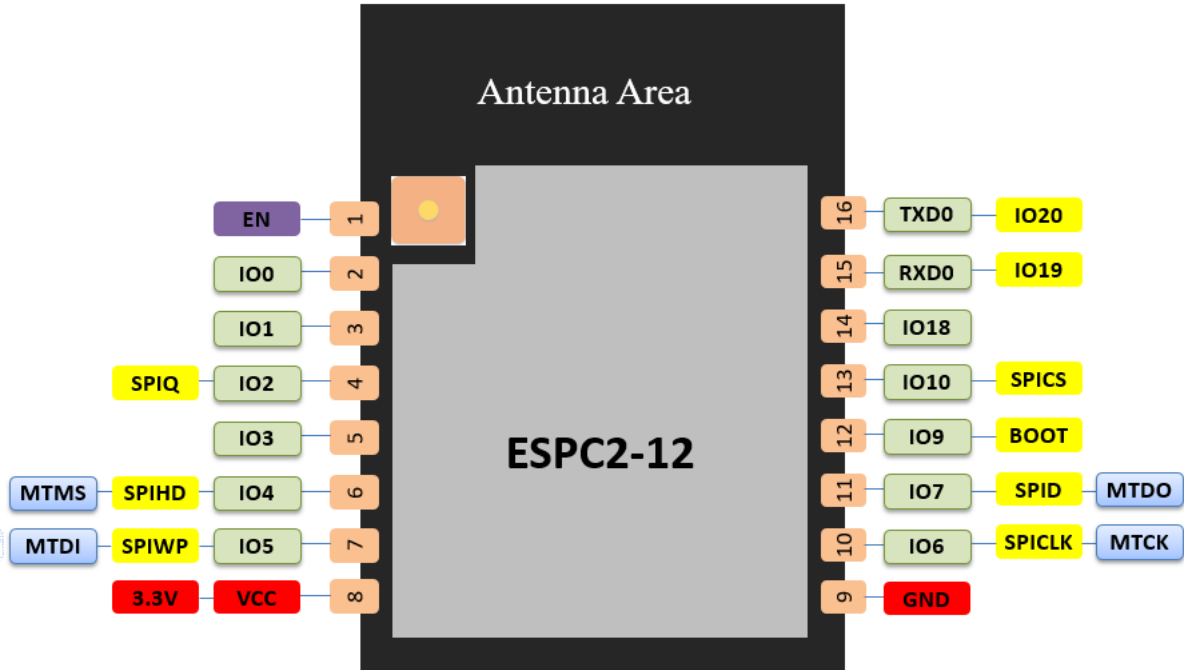 Antenna Area
EN 1 16 TXD0 IO20
IO0 2 15 RXD0 IO19
IO1 3 14 IO18
SPIQ IO2 4 13 IO10 SPICS
IO3 5 12 IO9 BOOT
ESPC2-12
MTMS SPIHD IO4 6 11 IO7 SPID MTDO
MTDI SPIWP IO5 7 10 IO6 SPICLK MTCK
3.3V VCC 8 9 GND